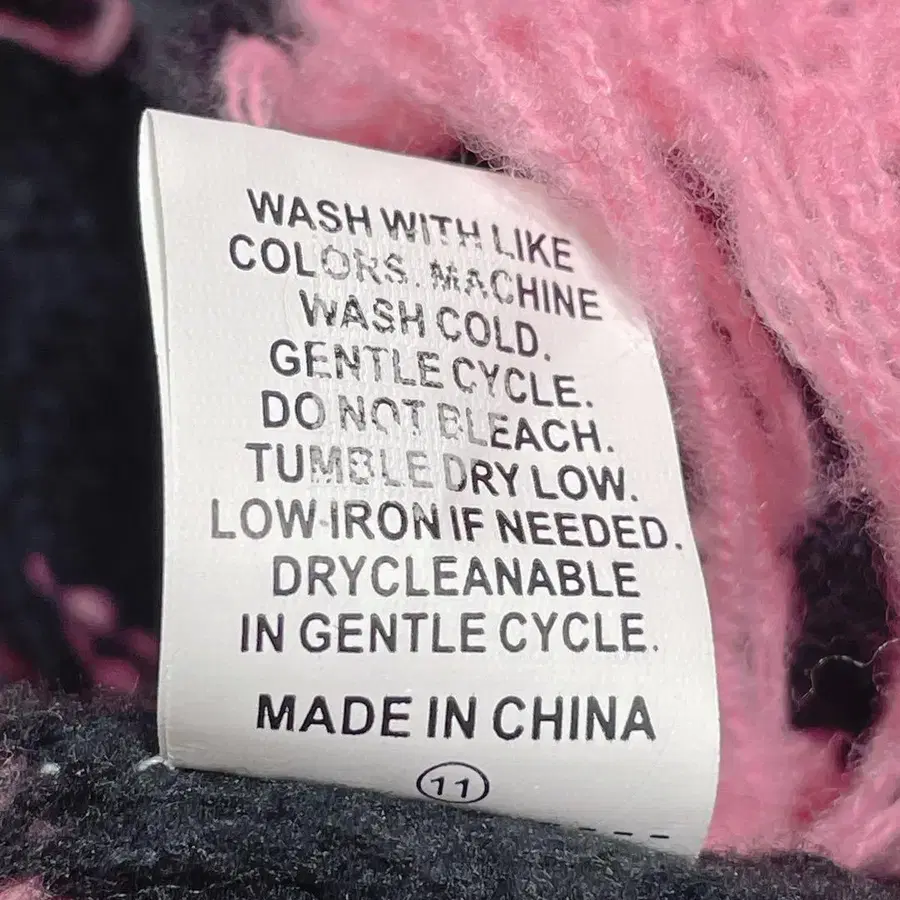 WASH WITH LIKE
COLORS. MACHINE
WASH COLD.
GENTLE CYCLE.
DO NOT BLEACH.
TUMBLE DRY LOW.
LOW-IRON IF NEEDED.
DRYCLEANABLE
IN GENTLE CYCLE.
MADE IN CHINA
11